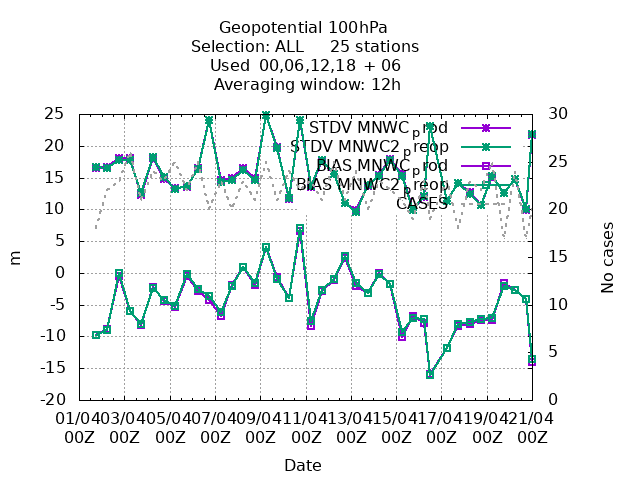 Geopotential 100hPa
Selection: ALL     25 stations
Used 00,06,12,18 + 06
Averaging window: 12h
25
20
15
10
5
0
-5
-10
-15
-20
30
25
20
15
10
5
0
STDV MNWC_prod
STDV MNWC2_preop
BIAS MNWC_prod
BIAS MNWC2_preop
CASES
m
No cases
01/04 03/04 05/04 07/04 09/04 11/04 13/04 15/04 17/04 19/04 21/04
00Z 00Z 00Z 00Z 00Z 00Z 00Z 00Z 00Z 00Z 00Z
Date